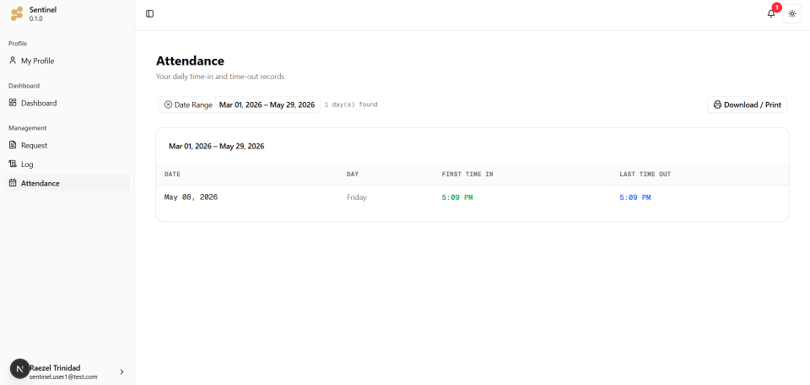 Sentinel
0.1.0
Profile
My Profile
Dashboard
Dashboard
Management
Request
Log
Attendance
N
Raezel Trinidad
sentinel.user1@test.com
1
Attendance
Your daily time-in and time-out records
Date Range Mar 01, 2026 – May 29, 2026 1 day(s) found
Download / Print
Mar 01, 2026 – May 29, 2026
DATE DAY FIRST TIME IN LAST TIME OUT
May 08, 2026 Friday 5:09 PM 5:09 PM